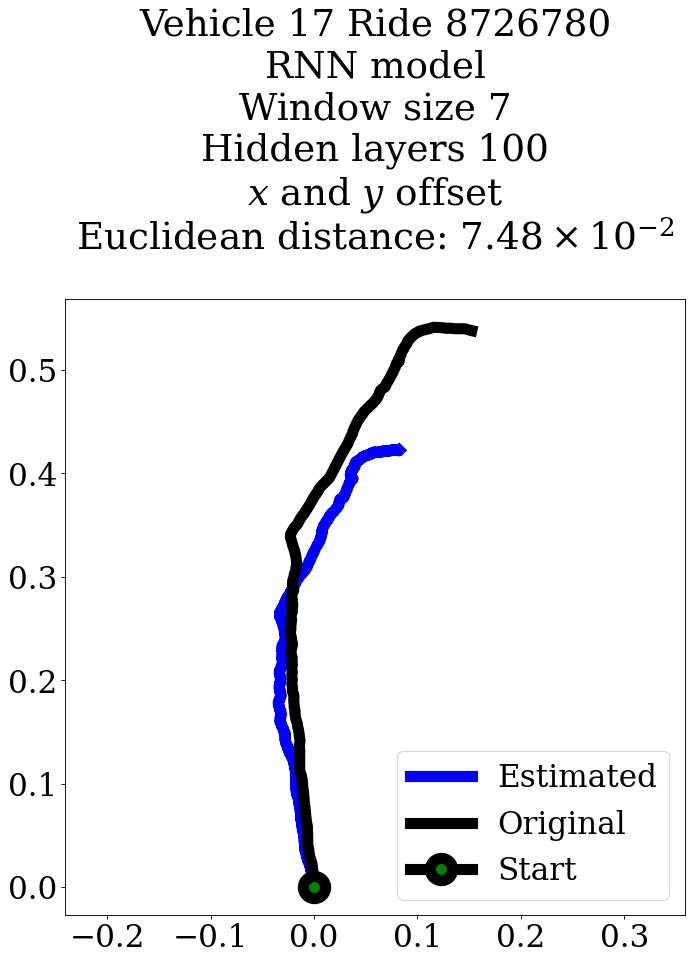 Vehicle 17 Ride 8726780
RNN model
Window size 7
Hidden layers 100
x and y offset
Euclidean distance: 7.48 × 10⁻²
0.5
0.4
0.3
0.2
0.1
0.0
Estimated
Original
Start
−0.2 −0.1 0.0 0.1 0.2 0.3